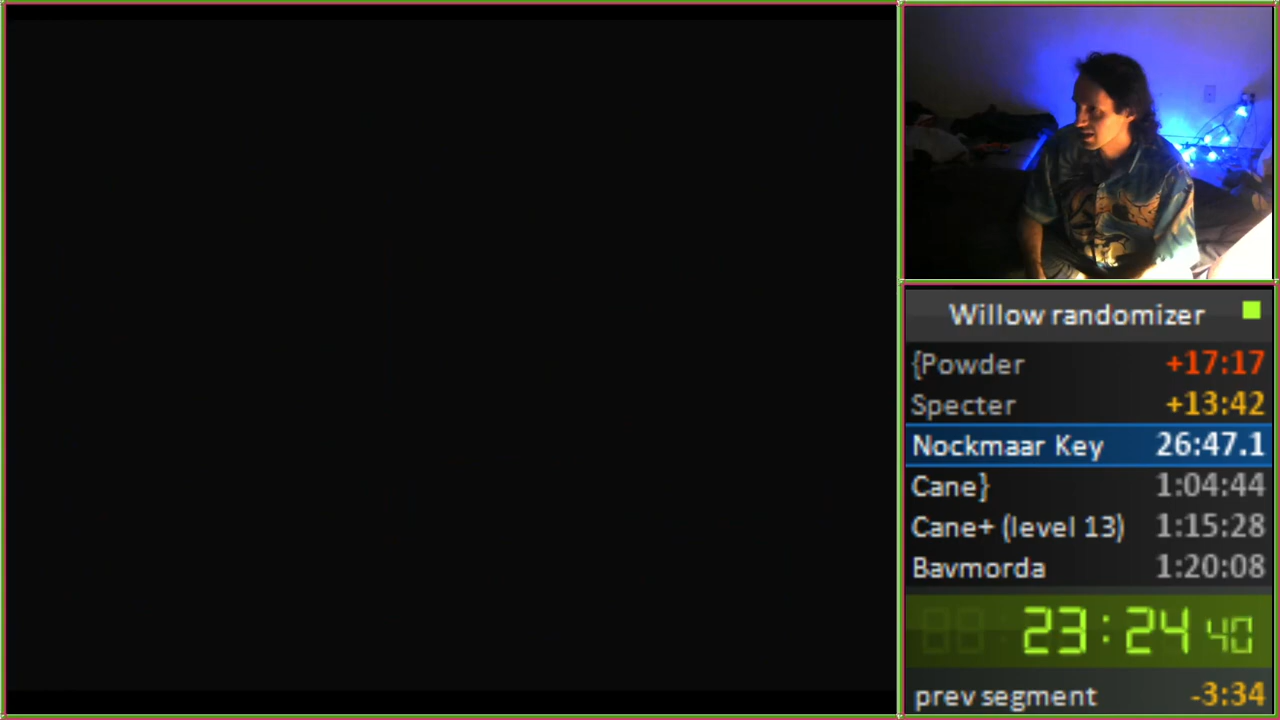 Willow randomizer
{Powder +17:17
Specter +13:42
Nockmaar Key 26:47.1
Cane} 1:04:44
Cane+ (level 13) 1:15:28
Bavmorda 1:20:08
23:24 40
prev segment -3:34